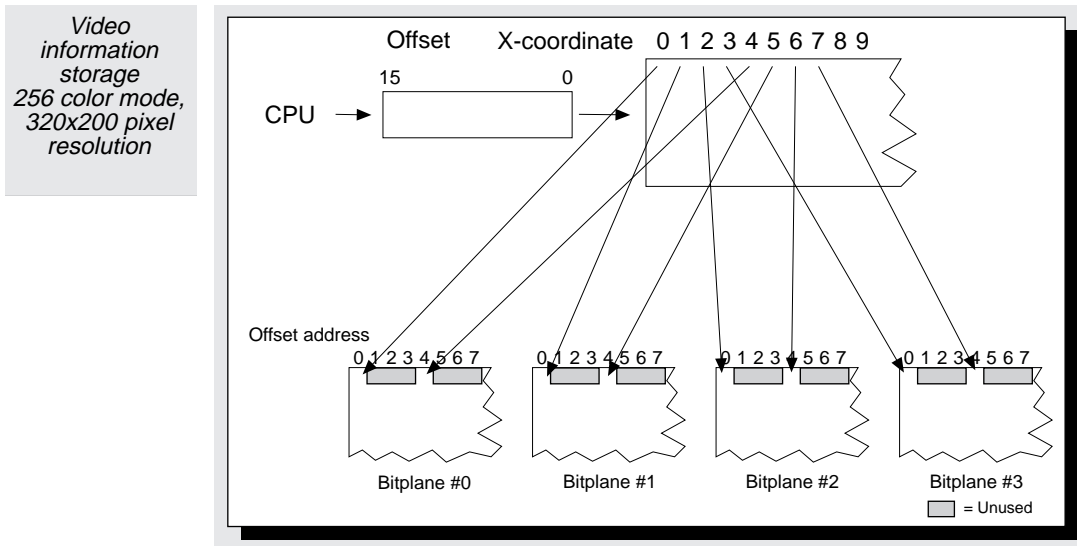 Video
information
storage
256 color mode,
320x200 pixel
resolution
Offset X-coordinate 0 1 2 3 4 5 6 7 8 9
15 0
CPU
Offset address
0 1 2 3 4 5 6 7 0 1 2 3 4 5 6 7 0 1 2 3 4 5 6 7 0 1 2 3 4 5 6 7
Bitplane #0 Bitplane #1 Bitplane #2 Bitplane #3
= Unused